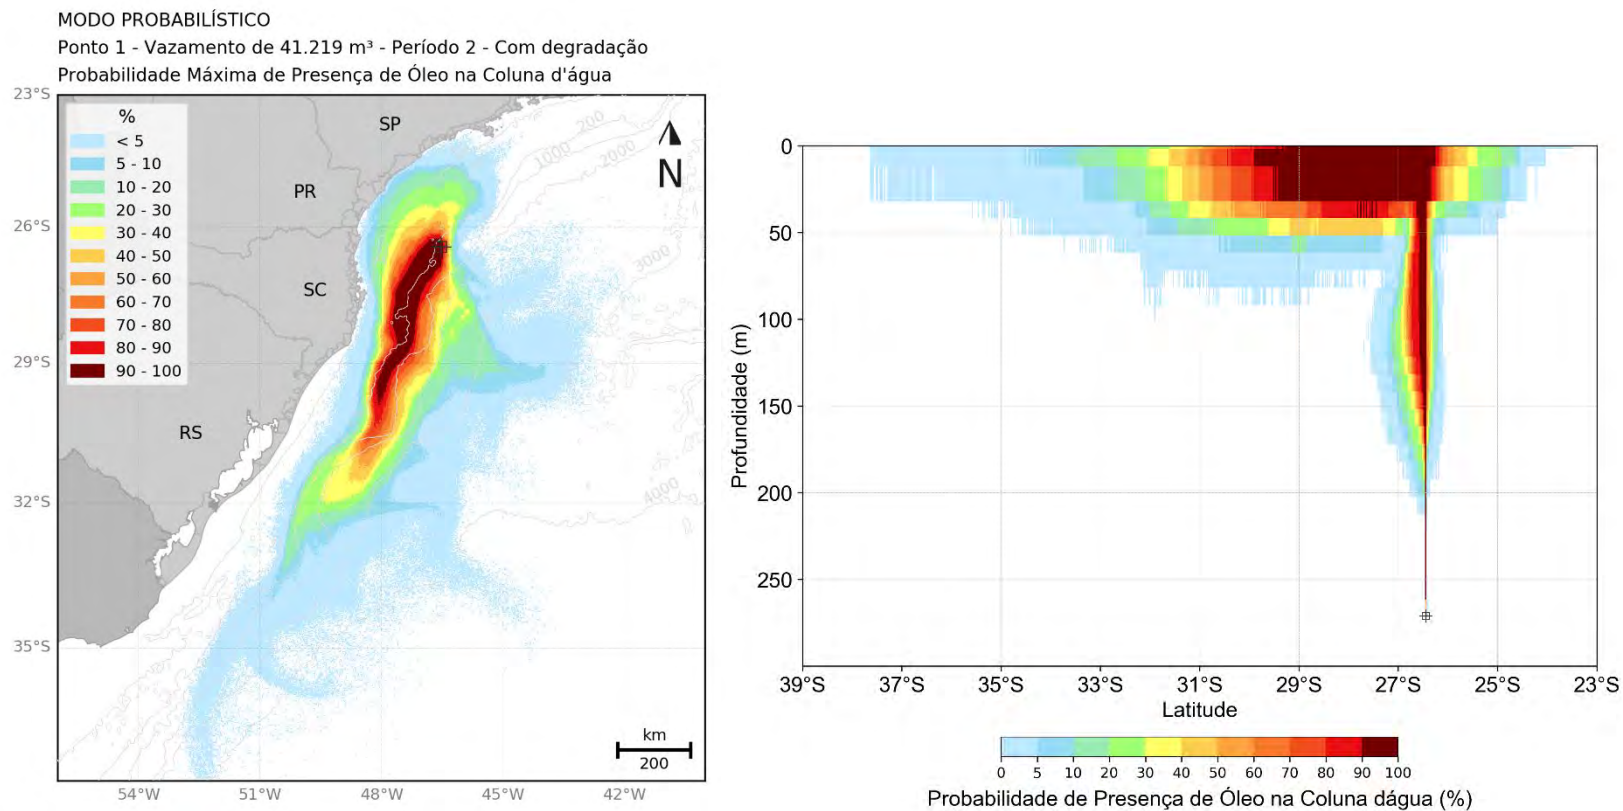 MODO PROBABILÍSTICO
Ponto 1 - Vazamento de 41.219 m³ - Período 2 - Com degradação
Probabilidade Máxima de Presença de Óleo na Coluna d'água
23°S
26°S
29°S
32°S
35°S
54°W
51°W
48°W
45°W
42°W
%
< 5
5 - 10
10 - 20
20 - 30
30 - 40
40 - 50
50 - 60
60 - 70
70 - 80
80 - 90
90 - 100
SP
PR
SC
RS
200
1000
2000
3000
4000
N
km
200
0
50
100
150
200
250
Profundidade (m)
39°S
37°S
35°S
33°S
31°S
29°S
27°S
25°S
23°S
Latitude
0
5
10
20
30
40
50
60
70
80
90
100
Probabilidade de Presença de Óleo na Coluna dágua (%)